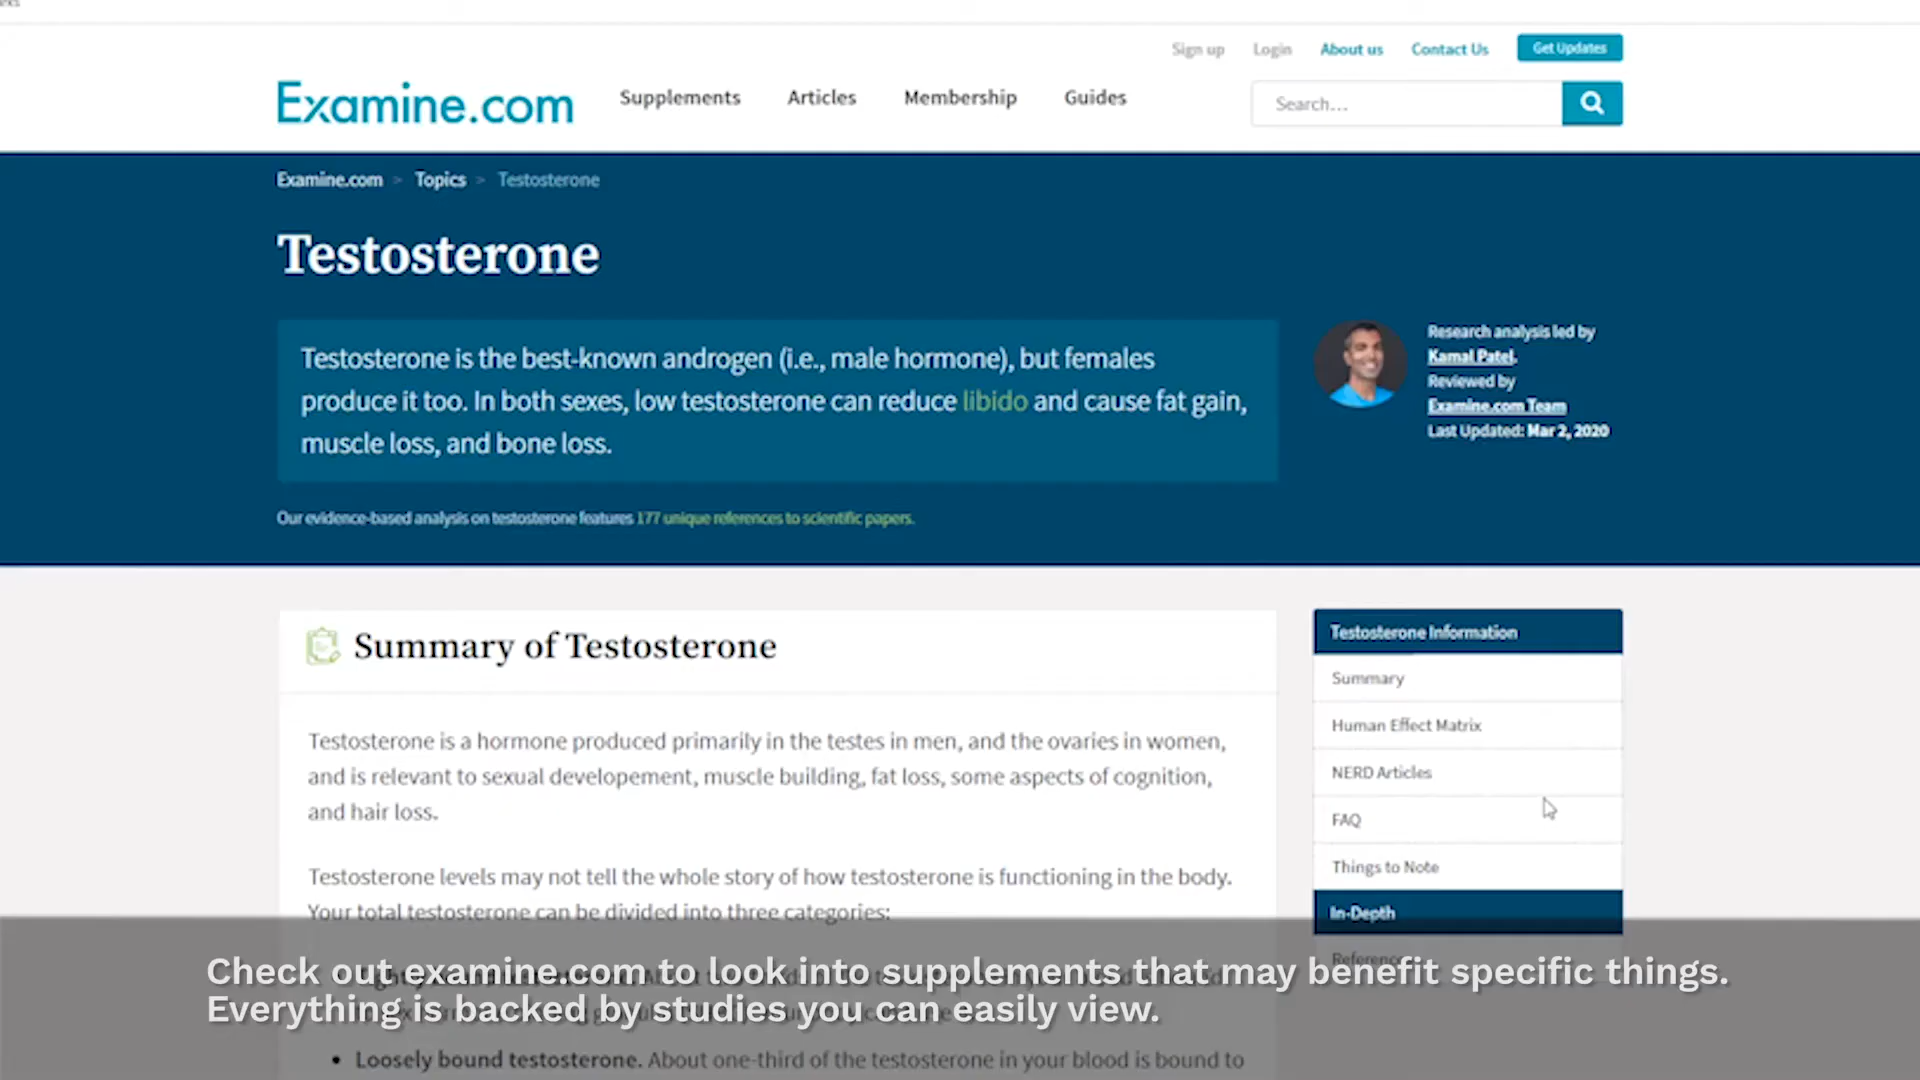 Sign up Login About us Contact Us Get Updates
Examine.com Supplements Articles Membership Guides Search...
Examine.com > Topics > Testosterone
Testosterone
Testosterone is the best-known androgen (i.e., male hormone), but females
produce it too. In both sexes, low testosterone can reduce libido and cause fat gain,
muscle loss, and bone loss.
Research analysis led by
Kamal Patel.
Reviewed by
Examine.com Team
Last Updated: Mar 2, 2020
Our evidence-based analysis on testosterone features 177 unique references to scientific papers.
Summary of Testosterone
Testosterone is a hormone produced primarily in the testes in men, and the ovaries in women,
and is relevant to sexual developement, muscle building, fat loss, some aspects of cognition,
and hair loss.
Testosterone levels may not tell the whole story of how testosterone is functioning in the body.
Your total testosterone can be divided into three categories:
• Loosely bound testosterone. About one-third of the testosterone in your blood is bound to
Testosterone Information
Summary
Human Effect Matrix
NERD Articles
FAQ
Things to Note
In-Depth
Check out examine.com to look into supplements that may benefit specific things.
Everything is backed by studies you can easily view.